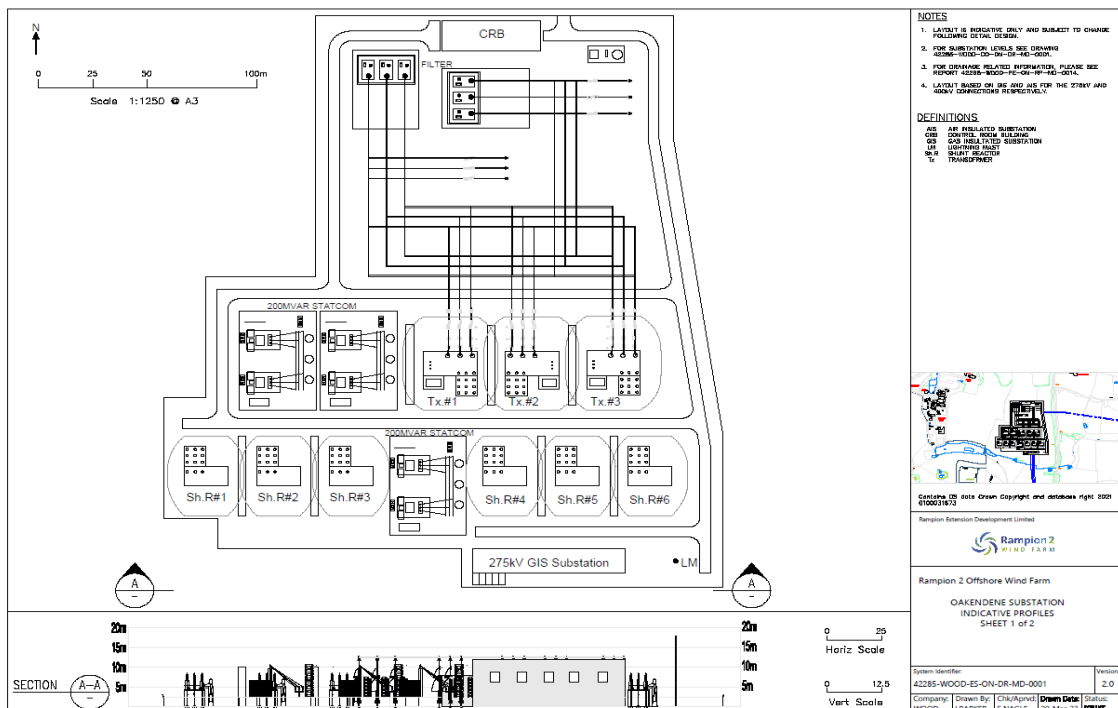 N
0 25 50 100m
Scale 1:1250 @ A3
CRB
FILTER
200MVAR STATCOM
Tx.#1
Tx.#2
Tx.#3
200MVAR STATCOM
Sh.R#1
Sh.R#2
Sh.R#3
Sh.R#4
Sh.R#5
Sh.R#6
275kV GIS Substation
LM
A
-
A
-
SECTION
A-A
-
20m
15m
10m
5m
20m
15m
10m
5m
0 25
Horiz Scale
0 12.5
Vert Scale
NOTES
1. LAYOUT IS INDICATIVE ONLY AND SUBJECT TO CHANGE
FOLLOWING DETAIL DESIGN.
2. FOR SUBSTATION LEVELS SEE DRAWING
3. FOR DRAINAGE RELATED INFORMATION, PLEASE SEE
REPORT
4. LAYOUT BASED ON GIS AND AIS FOR THE 275kV AND
400kV CONNECTIONS RESPECTIVELY.
DEFINITIONS
AIS AIR INSULATED SUBSTATION
CRB CONTROL ROOM BUILDING
GIS GAS INSULTATED SUBSTATION
LM LIGHTNING MAST
Sh.R SHUNT REACTOR
Tx TRANSDFRMER
Contains OS data Crown Copyright and database right 2021
0100031673
Rampion Extension Development Limited
Rampion 2
WIND FARM
Rampion 2 Offshore Wind Farm
OAKENDENE SUBSTATION
INDICATIVE PROFILES
SHEET 1 of 2
System Identifier: Version
42285-WOOD-ES-ON-DR-MD-0001 2.0
Company: Drawn By: Chk/Aprvd: Drawn Date: Status: